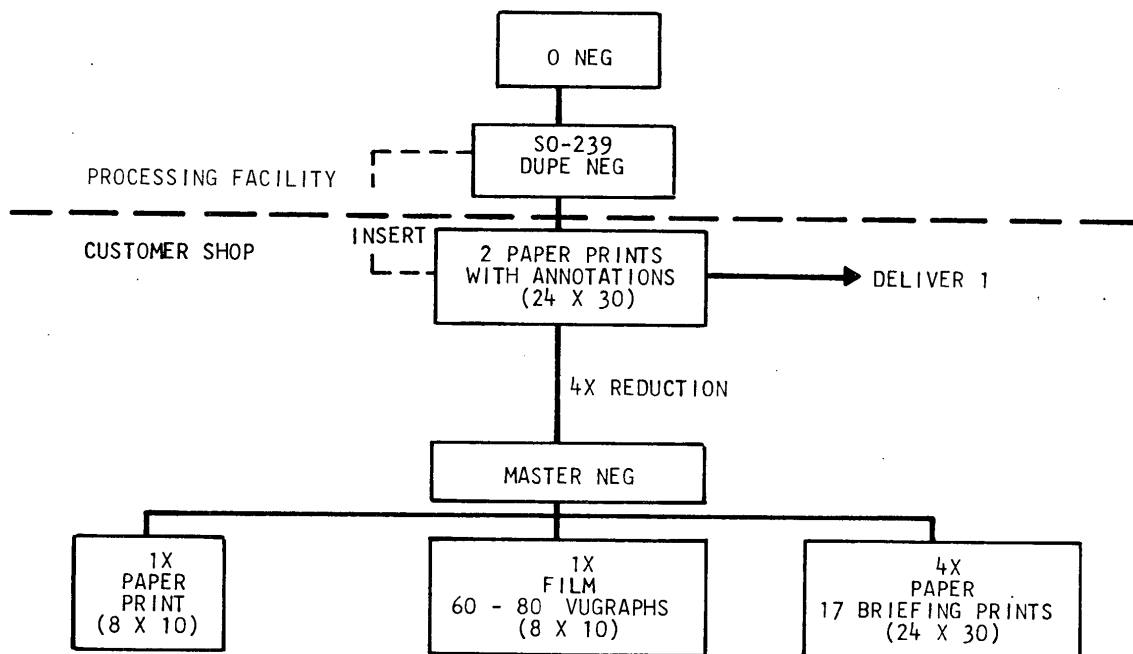 O NEG
SO-239
DUPE NEG
PROCESSING FACILITY
CUSTOMER SHOP
INSERT
2 PAPER PRINTS
WITH ANNOTATIONS
(24 X 30)
DELIVER 1
4X REDUCTION
MASTER NEG
1X
PAPER
PRINT
(8 X 10)
1X
FILM
60 - 80 VUGRAPHS
(8 X 10)
4X
PAPER
17 BRIEFING PRINTS
(24 X 30)